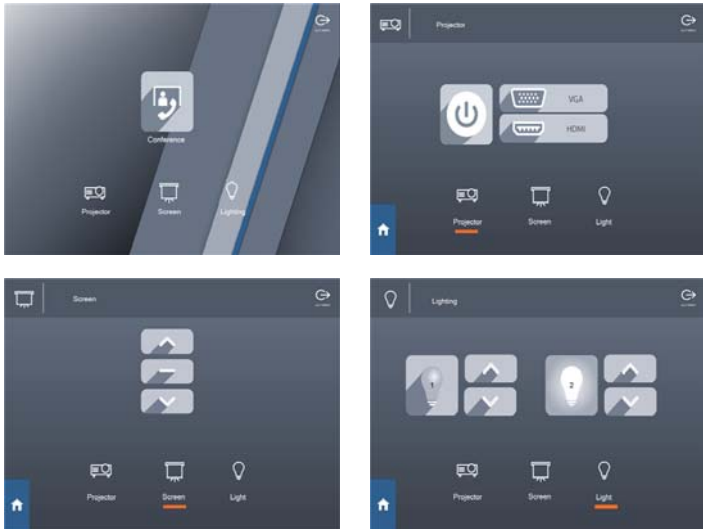 Conference
Projector Screen Lighting
Projector
VGA
HDMI
Projector Screen Light
Screen
Projector Screen Light
Lighting
1 2
Projector Screen Light